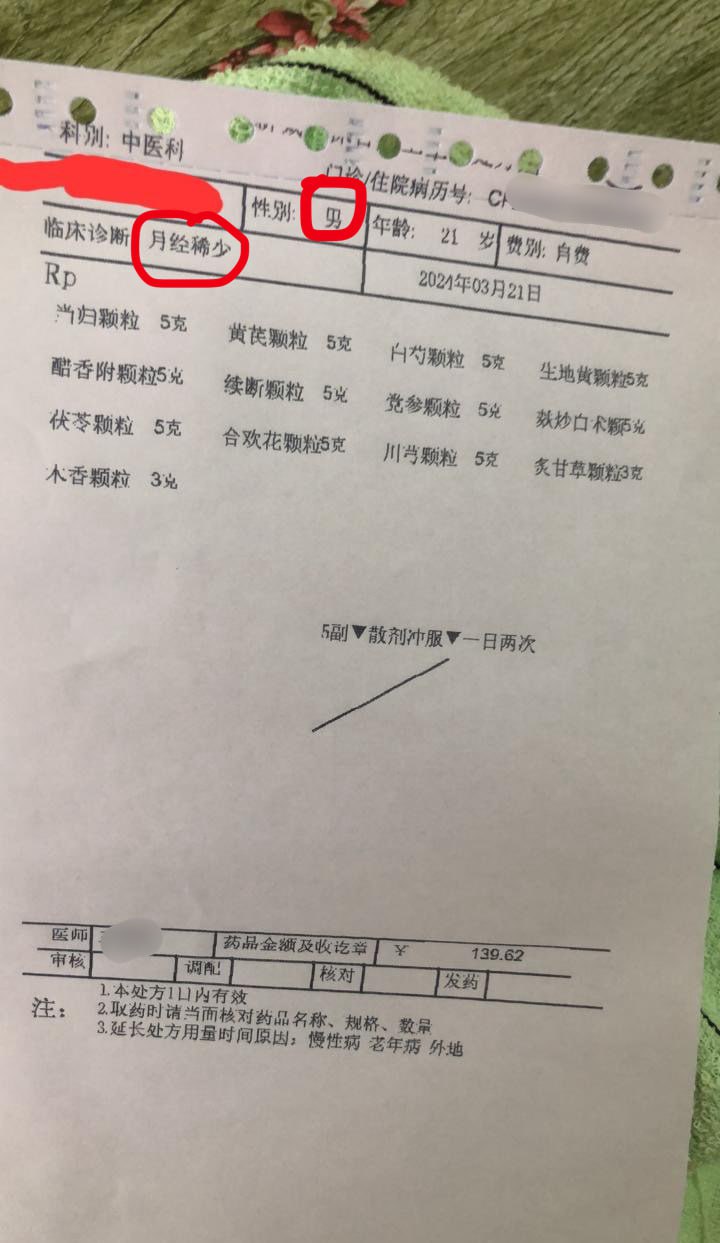 科别: 中医科
门诊/住院病历号: C
性别: 男 年龄: 21 岁 费别: 自费
临床诊断 月经稀少
Rp 2024年03月21日
当归颗粒 5克 黄芪颗粒 5克 白芍颗粒 5克 生地黄颗粒5克
醋香附颗粒5克 续断颗粒 5克 党参颗粒 5克 麸炒白术颗5克
茯苓颗粒 5克 合欢花颗粒5克 川芎颗粒 5克 炙甘草颗粒3克
木香颗粒 3克
5副▼散剂冲服▼一日两次
医师 药品金额及收讫章 ¥ 139.62
审核 调配 核对 发药
注: 1.本处方1日内有效
2.取药时请当面核对药品名称、规格、数量
3.延长处方用量时间原因: 慢性病 老年病 外地